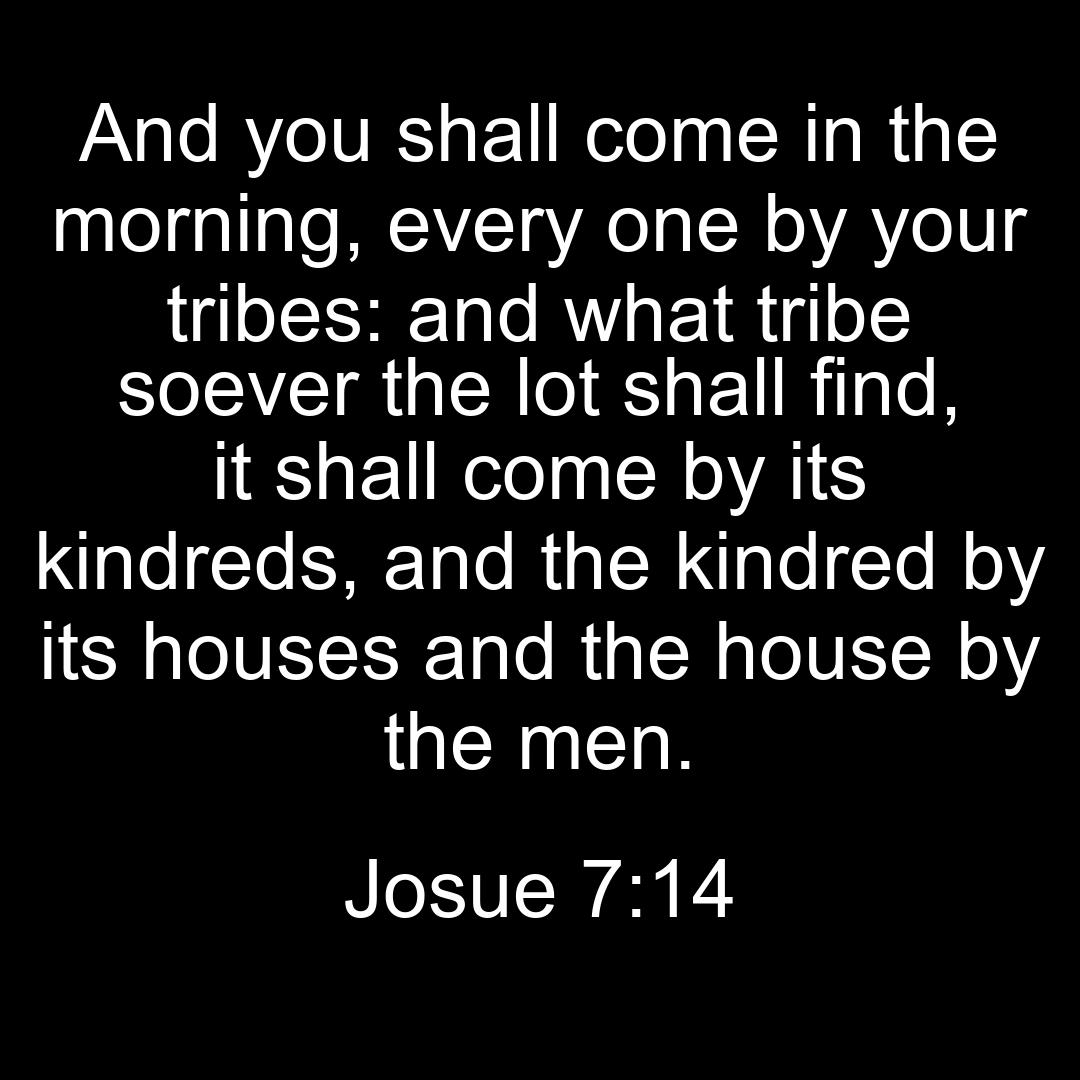 And you shall come in the
morning, every one by your
tribes: and what tribe
soever the lot shall find,
it shall come by its
kindreds, and the kindred by
its houses and the house by
the men.
Josue 7:14